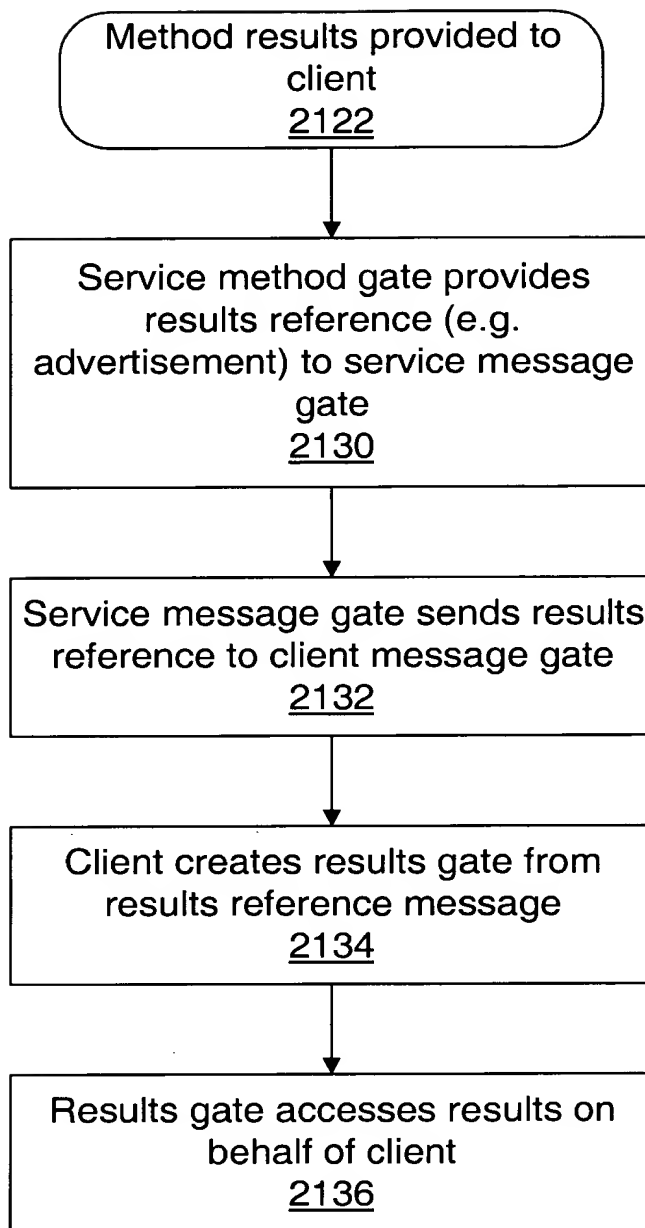 Method results provided to
client
2122
Service method gate provides
results reference (e.g.
advertisement) to service message
gate
2130
Service message gate sends results
reference to client message gate
2132
Client creates results gate from
results reference message
2134
Results gate accesses results on
behalf of client
2136